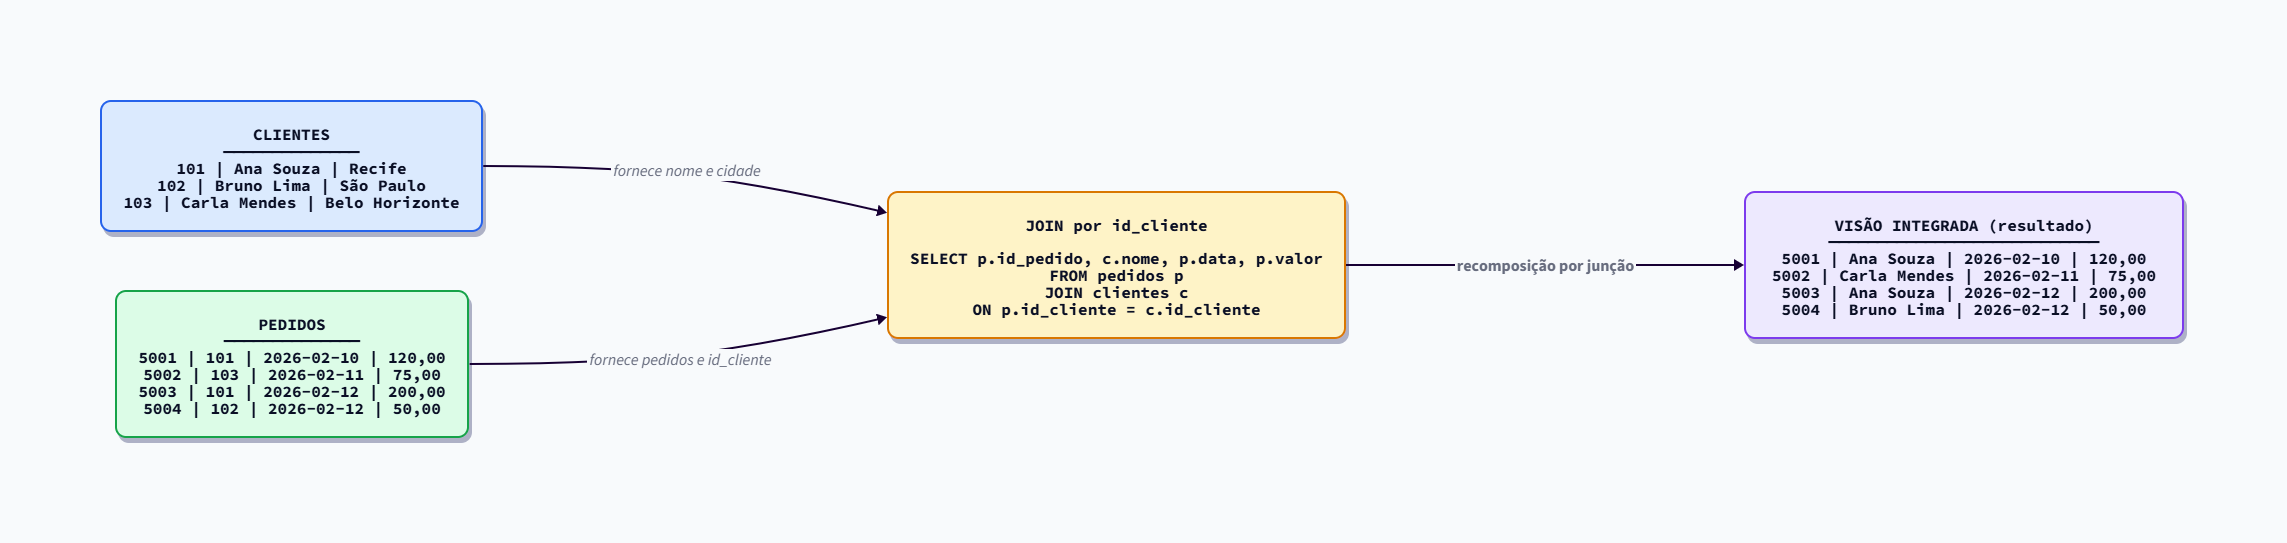 CLIENTES
101 | Ana Souza | Recife
102 | Bruno Lima | São Paulo
103 | Carla Mendes | Belo Horizonte
fornece nome e cidade
PEDIDOS
5001 | 101 | 2026-02-10 | 120,00
5002 | 103 | 2026-02-11 | 75,00
5003 | 101 | 2026-02-12 | 200,00
5004 | 102 | 2026-02-12 | 50,00
fornece pedidos e id_cliente
JOIN por id_cliente
SELECT p.id_pedido, c.nome, p.data, p.valor
FROM pedidos p
JOIN clientes c
ON p.id_cliente = c.id_cliente
recomposição por junção
VISÃO INTEGRADA (resultado)
5001 | Ana Souza | 2026-02-10 | 120,00
5002 | Carla Mendes | 2026-02-11 | 75,00
5003 | Ana Souza | 2026-02-12 | 200,00
5004 | Bruno Lima | 2026-02-12 | 50,00